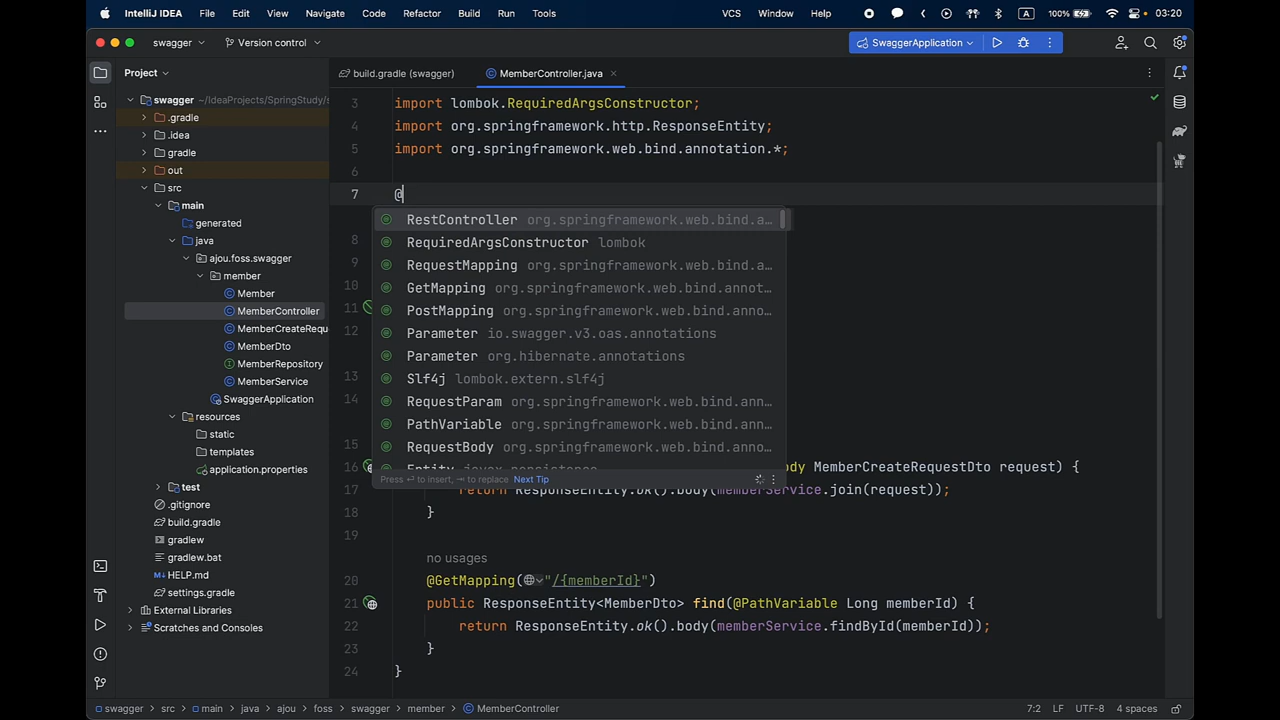 IntelliJ IDEA File Edit View Navigate Code Refactor Build Run Tools VCS Window Help A 100% 03:20
swagger Version control SwaggerApplication
Project build.gradle (swagger) MemberController.java
swagger ~/IdeaProjects/SpringStudy/s
.gradle
.idea
gradle
out
src
main
generated
java
ajou.foss.swagger
member
Member
MemberController
MemberCreateRequ
MemberDto
MemberRepository
MemberService
SwaggerApplication
resources
static
templates
application.properties
test
.gitignore
build.gradle
gradlew
gradlew.bat
HELP.md
settings.gradle
External Libraries
Scratches and Consoles
3 import lombok.RequiredArgsConstructor;
4 import org.springframework.http.ResponseEntity;
5 import org.springframework.web.bind.annotation.*;
6
7 @
RestController org.springframework.web.bind.a...
8 RequiredArgsConstructor lombok
9 RequestMapping org.springframework.web.bind.a...
10 GetMapping org.springframework.web.bind.annot...
11 PostMapping org.springframework.web.bind.anno...
12 Parameter io.swagger.v3.oas.annotations
Parameter org.hibernate.annotations
13 Slf4j lombok.extern.slf4j
14 RequestParam org.springframework.web.bind.ann...
PathVariable org.springframework.web.bind.ann...
15 RequestBody org.springframework.web.bind.anno...
16 Entity javax.persistence ody MemberCreateRequestDto request) {
Press ↵ to insert, ⇥ to replace Next Tip
17 return ResponseEntity.ok().body(memberService.join(request));
18 }
19
no usages
20 @GetMapping("/{memberId}")
21 public ResponseEntity<MemberDto> find(@PathVariable Long memberId) {
22 return ResponseEntity.ok().body(memberService.findById(memberId));
23 }
24 }
swagger > src > main > java > ajou > foss > swagger > member > MemberController 7:2 LF UTF-8 4 spaces